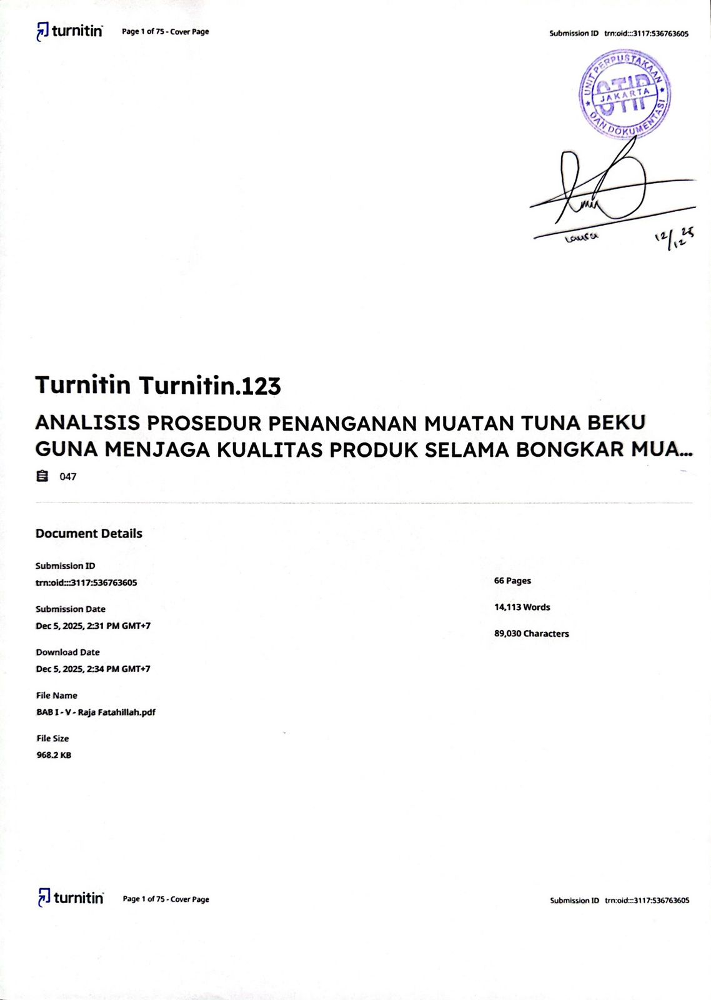 turnitin Page 1 of 75 - Cover Page Submission ID trn:oid:::3117:536763605
UNIT PERPUSTAKAAN
STIP
JAKARTA
DAN DOKUMENTASI
Laura 12/12 25
Turnitin Turnitin.123
ANALISIS PROSEDUR PENANGANAN MUATAN TUNA BEKU
GUNA MENJAGA KUALITAS PRODUK SELAMA BONGKAR MUA...
047
Document Details
Submission ID
trn:oid:::3117:536763605
Submission Date
Dec 5, 2025, 2:31 PM GMT+7
Download Date
Dec 5, 2025, 2:34 PM GMT+7
File Name
BAB I - V - Raja Fatahillah.pdf
File Size
968.2 KB
66 Pages
14,113 Words
89,030 Characters
turnitin Page 1 of 75 - Cover Page Submission ID trn:oid:::3117:536763605